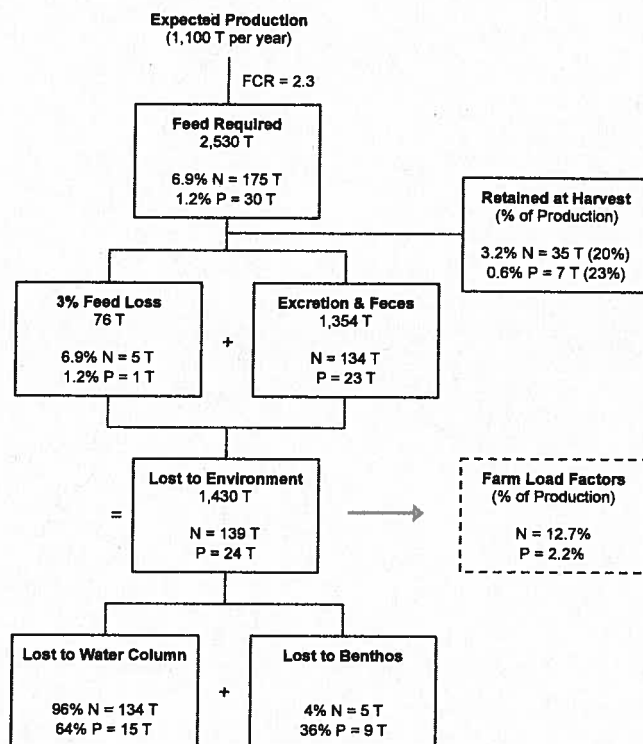 Expected Production
(1,100 T per year)
FCR = 2.3
Feed Required
2,530 T
6.9% N = 175 T
1.2% P = 30 T
Retained at Harvest
(% of Production)
3.2% N = 35 T (20%)
0.6% P = 7 T (23%)
3% Feed Loss
76 T
6.9% N = 5 T
1.2% P = 1 T
+
Excretion & Feces
1,354 T
N = 134 T
P = 23 T
=
Lost to Environment
1,430 T
N = 139 T
P = 24 T
Farm Load Factors
(% of Production)
N = 12.7%
P = 2.2%
Lost to Water Column
96% N = 134 T
64% P = 15 T
+
Lost to Benthos
4% N = 5 T
36% P = 9 T